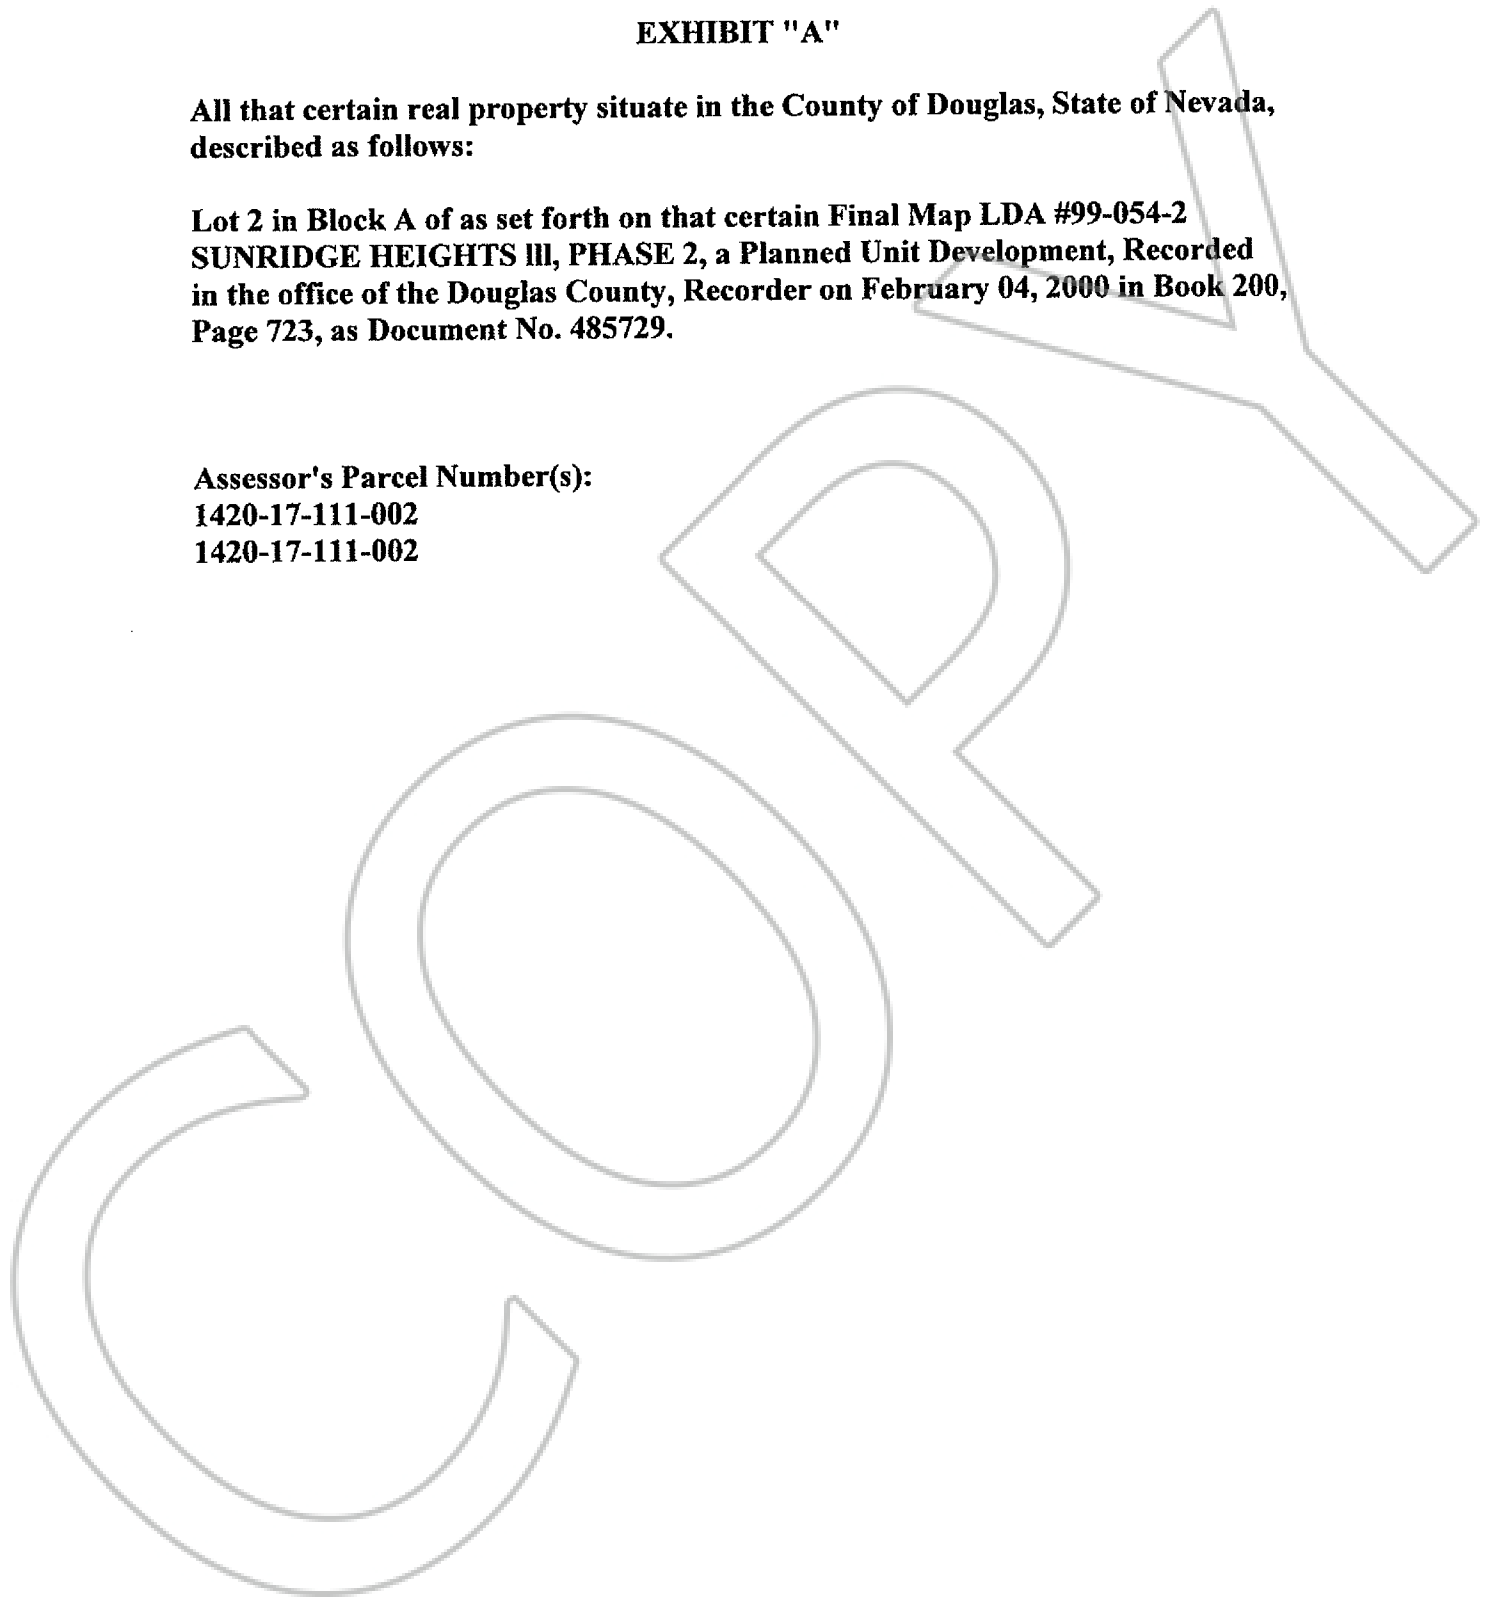 EXHIBIT "A"
All that certain real property situate in the County of Douglas, State of Nevada,
described as follows:
Lot 2 in Block A of as set forth on that certain Final Map LDA #99-054-2
SUNRIDGE HEIGHTS lll, PHASE 2, a Planned Unit Development, Recorded
in the office of the Douglas County, Recorder on February 04, 2000 in Book 200,
Page 723, as Document No. 485729.
Assessor's Parcel Number(s):
1420-17-111-002
1420-17-111-002
COPY